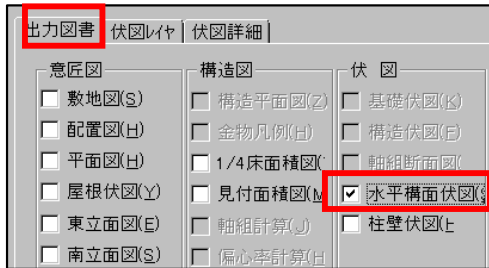 出力図書 伏図レイヤ 伏図詳細
意匠図
敷地図(S)
配置図(H)
平面図(H)
屋根伏図(Y)
東立面図(E)
南立面図(S)
構造図
構造平面図(Z)
金物凡例(H)
1/4床面積図(
見付面積図(M
軸組計算(J)
偏心率計算(H
伏 図
基礎伏図(K)
構造伏図(F)
軸組断面図(
水平構面伏図(S
柱壁伏図(H